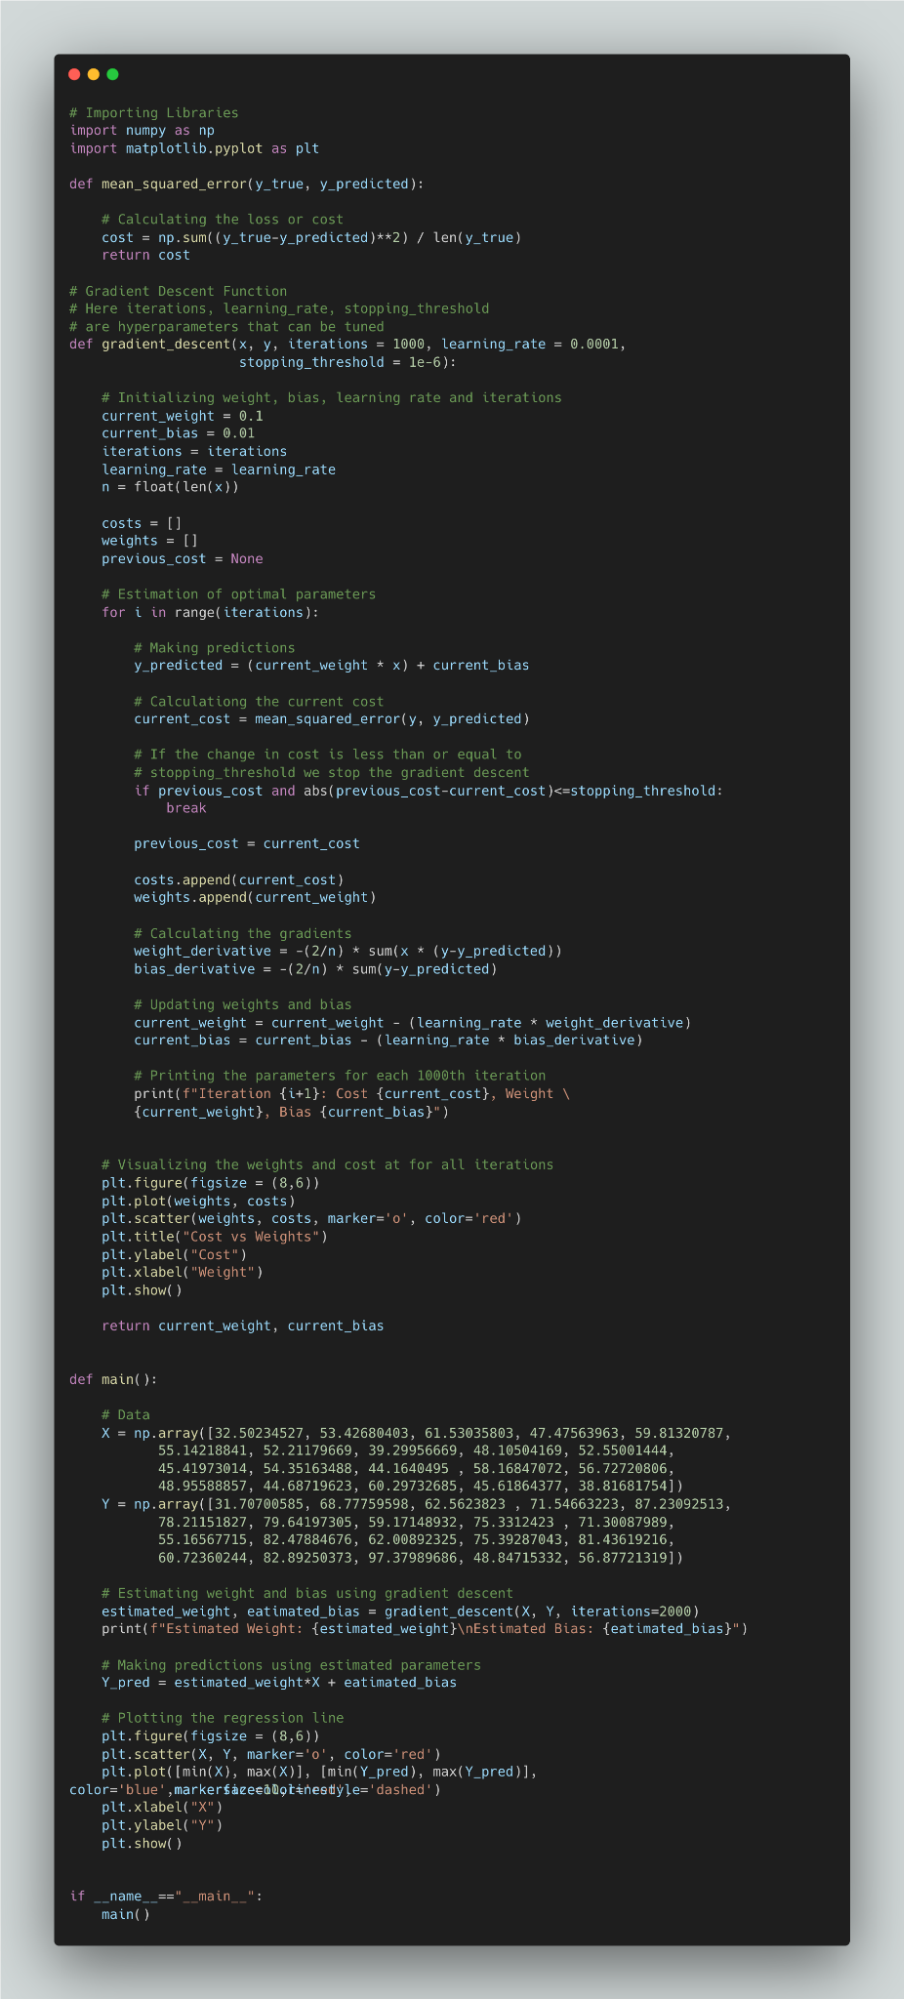 # Importing Libraries
import numpy as np
import matplotlib.pyplot as plt

def mean_squared_error(y_true, y_predicted):

    # Calculating the loss or cost
    cost = np.sum((y_true-y_predicted)**2) / len(y_true)
    return cost

# Gradient Descent Function
# Here iterations, learning_rate, stopping_threshold
# are hyperparameters that can be tuned
def gradient_descent(x, y, iterations = 1000, learning_rate = 0.0001,
                     stopping_threshold = 1e-6):

    # Initializing weight, bias, learning rate and iterations
    current_weight = 0.1
    current_bias = 0.01
    iterations = iterations
    learning_rate = learning_rate
    n = float(len(x))

    costs = []
    weights = []
    previous_cost = None

    # Estimation of optimal parameters
    for i in range(iterations):

        # Making predictions
        y_predicted = (current_weight * x) + current_bias

        # Calculationg the current cost
        current_cost = mean_squared_error(y, y_predicted)

        # If the change in cost is less than or equal to
        # stopping_threshold we stop the gradient descent
        if previous_cost and abs(previous_cost-current_cost)<=stopping_threshold:
            break

        previous_cost = current_cost

        costs.append(current_cost)
        weights.append(current_weight)

        # Calculating the gradients
        weight_derivative = -(2/n) * sum(x * (y-y_predicted))
        bias_derivative = -(2/n) * sum(y-y_predicted)

        # Updating weights and bias
        current_weight = current_weight - (learning_rate * weight_derivative)
        current_bias = current_bias - (learning_rate * bias_derivative)

        # Printing the parameters for each 1000th iteration
        print(f"Iteration {i+1}: Cost {current_cost}, Weight \
        {current_weight}, Bias {current_bias}")


    # Visualizing the weights and cost at for all iterations
    plt.figure(figsize = (8,6))
    plt.plot(weights, costs)
    plt.scatter(weights, costs, marker='o', color='red')
    plt.title("Cost vs Weights")
    plt.ylabel("Cost")
    plt.xlabel("Weight")
    plt.show()

    return current_weight, current_bias


def main():

    # Data
    X = np.array([32.50234527, 53.42680403, 61.53035803, 47.47563963, 59.81320787,
           55.14218841, 52.21179669, 39.29956669, 48.10504169, 52.55001444,
           45.41973014, 54.35163488, 44.1640495 , 58.16847072, 56.72720806,
           48.95588857, 44.68719623, 60.29732685, 45.61864377, 38.81681754])
    Y = np.array([31.70700585, 68.77759598, 62.5623823 , 71.54663223, 87.23092513,
           78.21151827, 79.64197305, 59.17148932, 75.3312423 , 71.30087989,
           55.16567715, 82.47884676, 62.00892325, 75.39287043, 81.43619216,
           60.72360244, 82.89250373, 97.37989686, 48.84715332, 56.87721319])

    # Estimating weight and bias using gradient descent
    estimated_weight, eatimated_bias = gradient_descent(X, Y, iterations=2000)
    print(f"Estimated Weight: {estimated_weight}\nEstimated Bias: {eatimated_bias}")

    # Making predictions using estimated parameters
    Y_pred = estimated_weight*X + eatimated_bias

    # Plotting the regression line
    plt.figure(figsize = (8,6))
    plt.scatter(X, Y, marker='o', color='red')
    plt.plot([min(X), max(X)], [min(Y_pred), max(Y_pred)],
color='blue', ='dashed')
    plt.xlabel("X")
    plt.ylabel("Y")
    plt.show()


if __name__=="__main__":
    main()